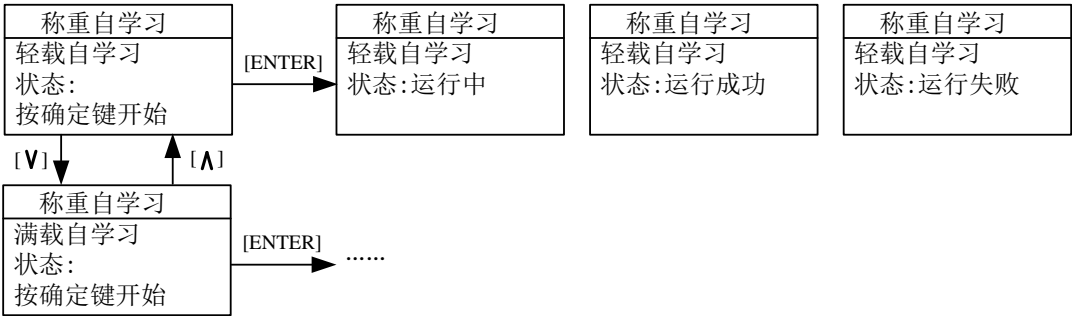 称重自学习
轻载自学习
状态:
按确定键开始
[ENTER]
称重自学习
轻载自学习
状态:运行中
称重自学习
轻载自学习
状态:运行成功
称重自学习
轻载自学习
状态:运行失败
[∨]
[∧]
称重自学习
满载自学习
状态:
按确定键开始
[ENTER]
......